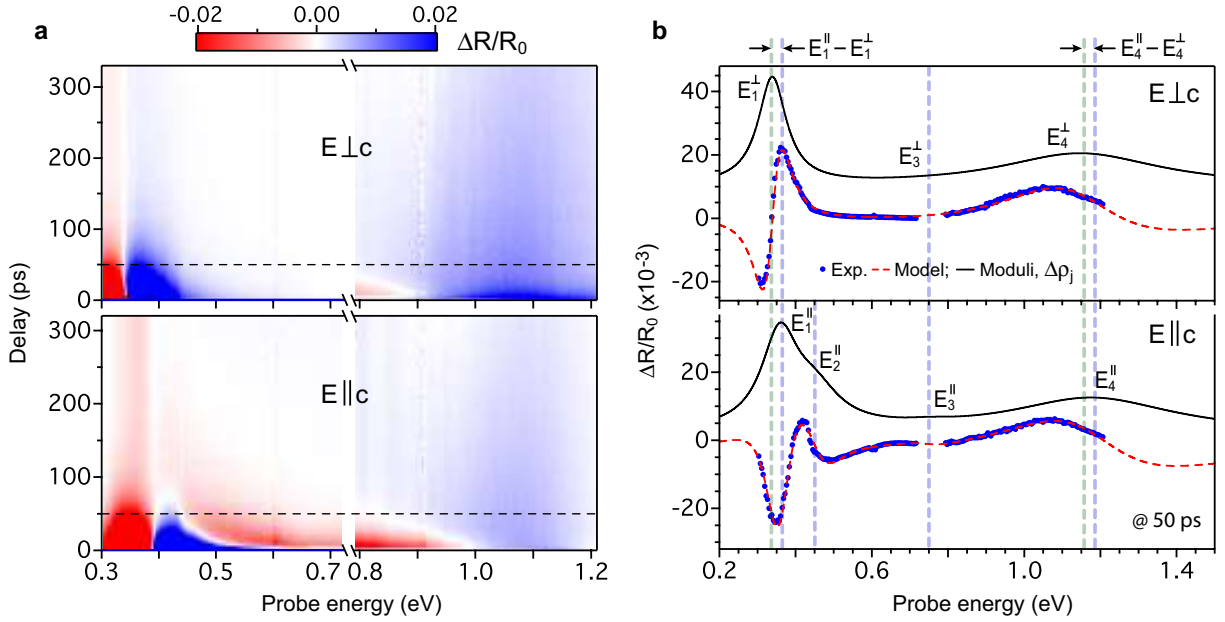 a
-0.02 0.00 0.02
ΔR/R₀
E⊥c
300
200
100
50
0
E∥c
300
200
100
50
0
Delay (ps)
0.3 0.5 0.7 0.8 1.0 1.2
Probe energy (eV)
b
E₁∥ – E₁⊥ E₄∥ – E₄⊥
E⊥c
E₁⊥ E₃⊥ E₄⊥
40
20
0
-20
Exp. Model; Moduli, Δρⱼ
E∥c
E₁∥
E₂∥ E₃∥ E₄∥
20
0
-20
@ 50 ps
ΔR/R₀ (x10⁻³)
0.2 0.6 1.0 1.4
Probe energy (eV)